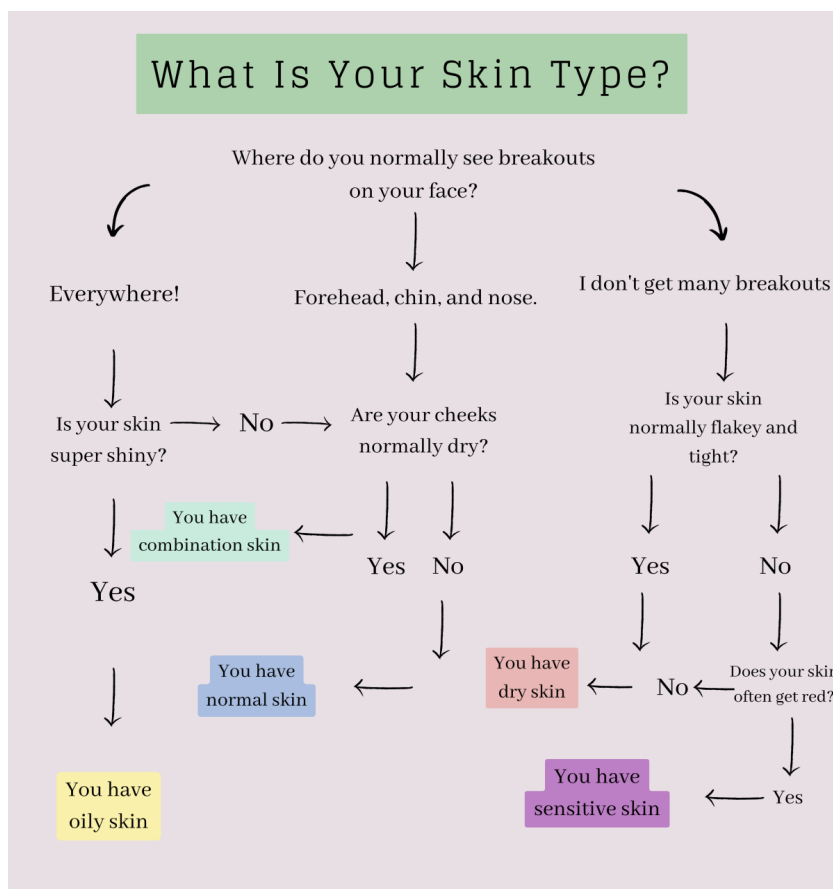 What Is Your Skin Type?
Where do you normally see breakouts
on your face?
Everywhere!
Forehead, chin, and nose.
I don't get many breakouts
Is your skin
super shiny?
No
Are your cheeks
normally dry?
Is your skin
normally flakey and
tight?
You have
combination skin
Yes
Yes
No
Yes
No
You have
normal skin
You have
dry skin
No
Does your skin
often get red?
You have
oily skin
You have
sensitive skin
Yes